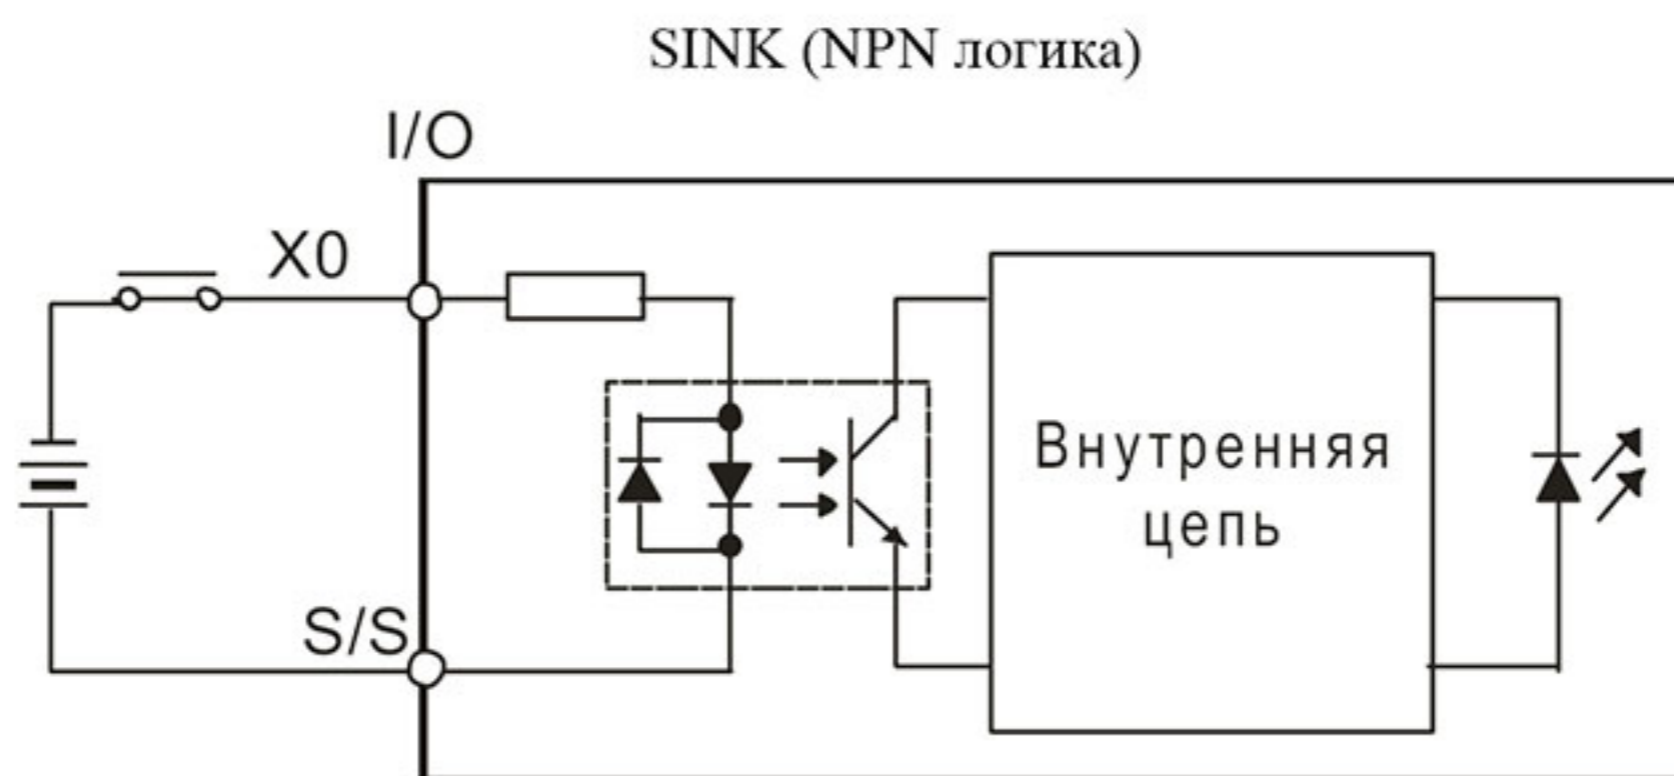 SINK (NPN логика)
I/O
X0
Внутренняя
цепь
S/S